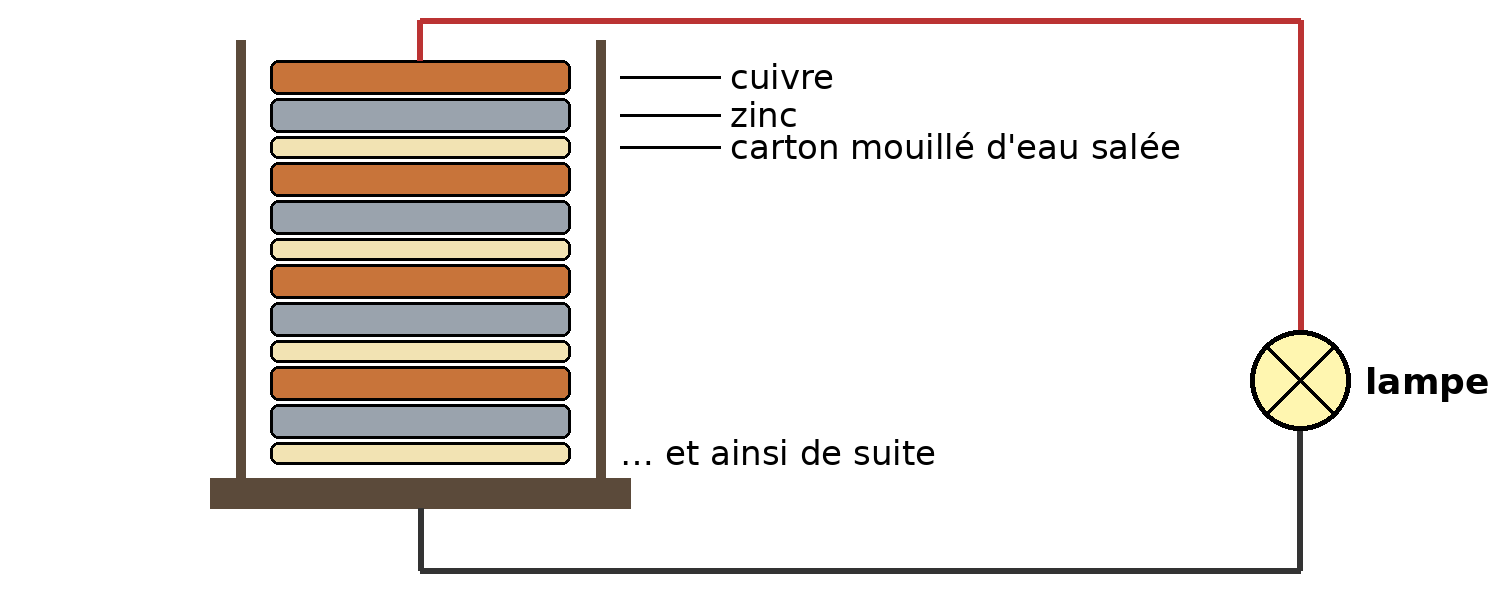 cuivre
zinc
carton mouillé d'eau salée
lampe
... et ainsi de suite